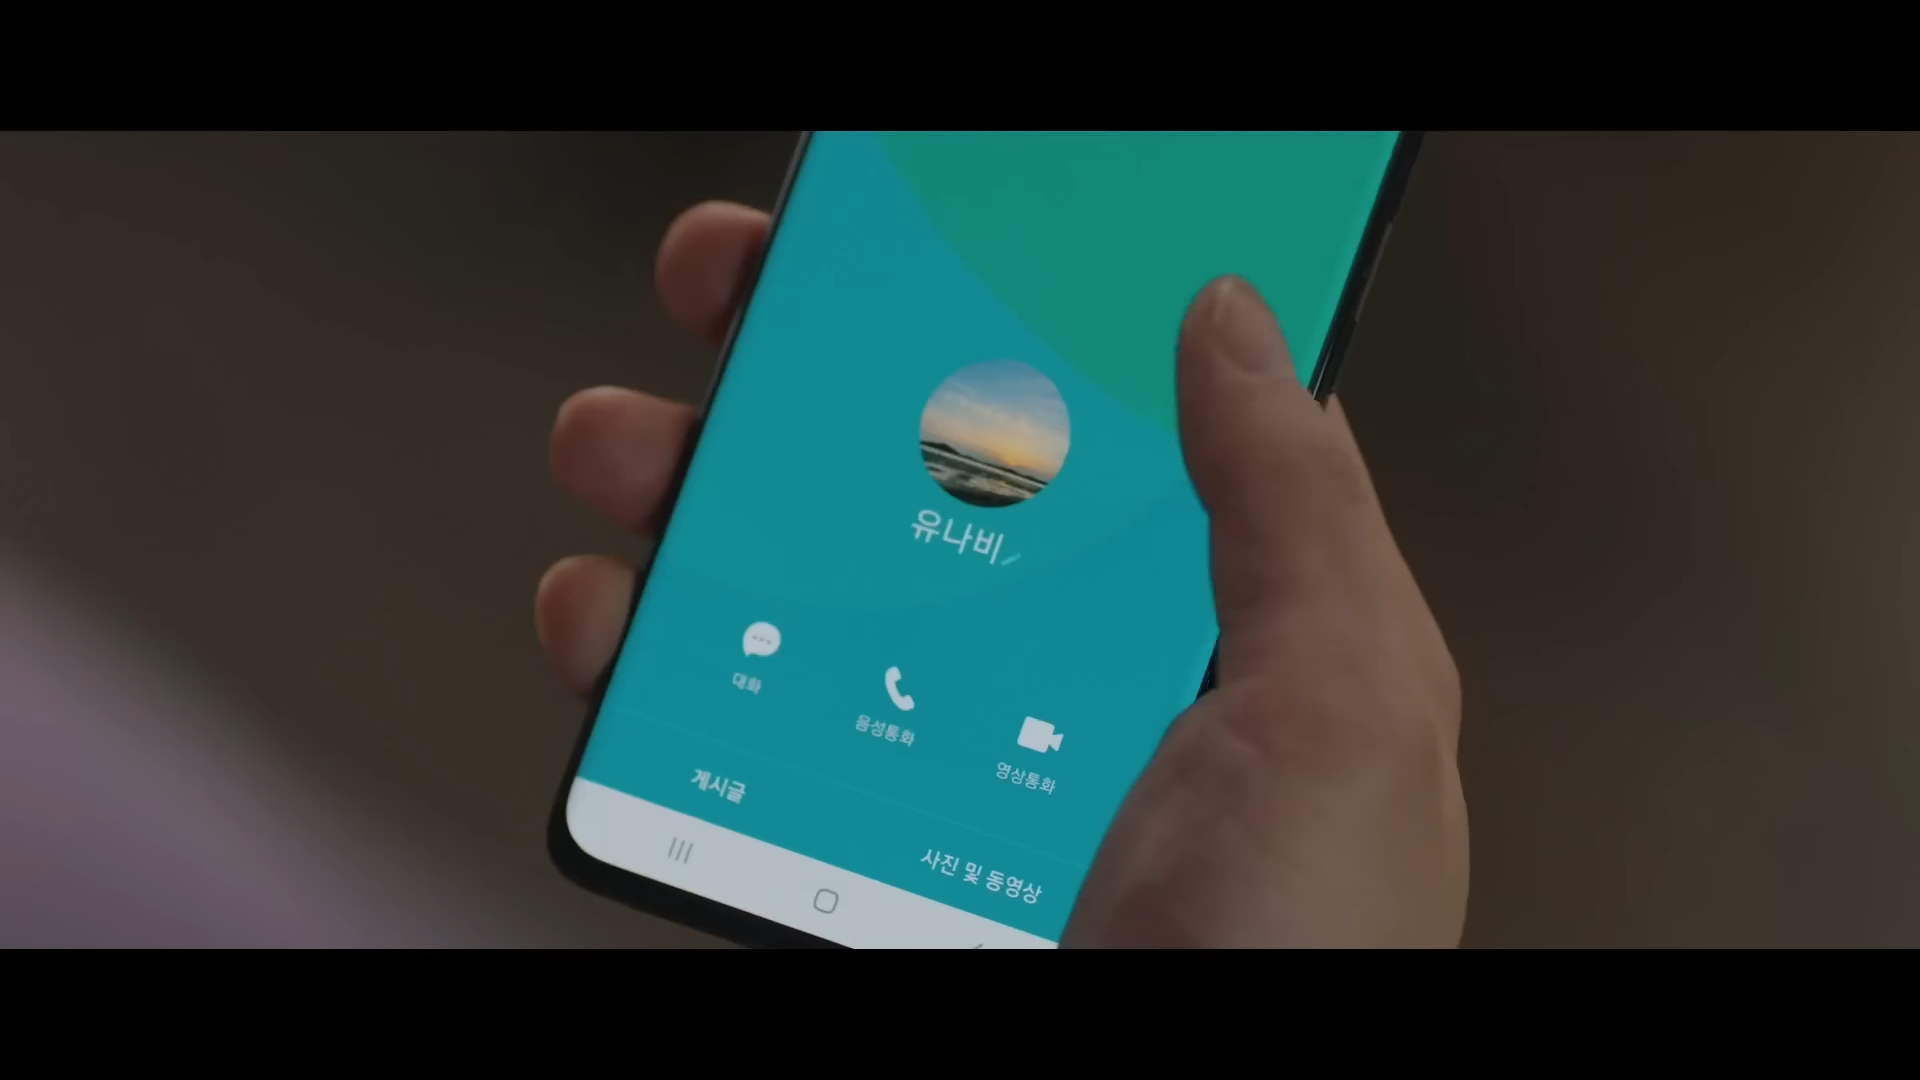 유나비
대화
음성통화
영상통화
게시글
사진 및 동영상